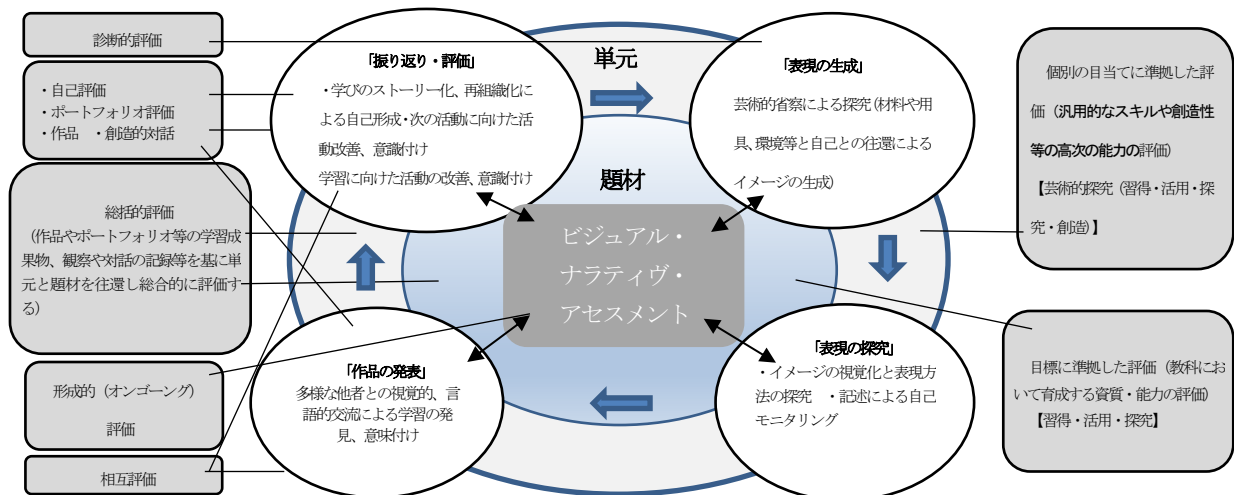 診断的評価
・自己評価
・ポートフォリオ評価
・作品　・創造的対話
総括的評価
（作品やポートフォリオ等の学習成
果物、観察や対話の記録等を基に単
元と題材を往還し総合的に評価す
る）
形成的（オンゴーング）
評価
相互評価
「振り返り・評価」
・学びのストーリー化、再組織化に
よる自己形成・次の活動に向けた活
動改善、意識付け
学習に向けた活動の改善、意識付け
単元
「表現の生成」
芸術的省察による探究（材料や用
具、環境等と自己との往還による
イメージの生成）
題材
ビジュアル・
ナラティヴ・
アセスメント
「作品の発表」
多様な他者との視覚的、言
語的交流による学習の発
見、意味付け
「表現の探究」
・イメージの視覚化と表現方
法の探究　・記述による自己
モニタリング
個別の目当てに準拠した評
価（汎用的なスキルや創造性
等の高次の能力の評価）
【芸術的探究（習得・活用・探
究・創造）】
目標に準拠した評価（教科にお
いて育成する資質・能力の評価）
【習得・活用・探究】